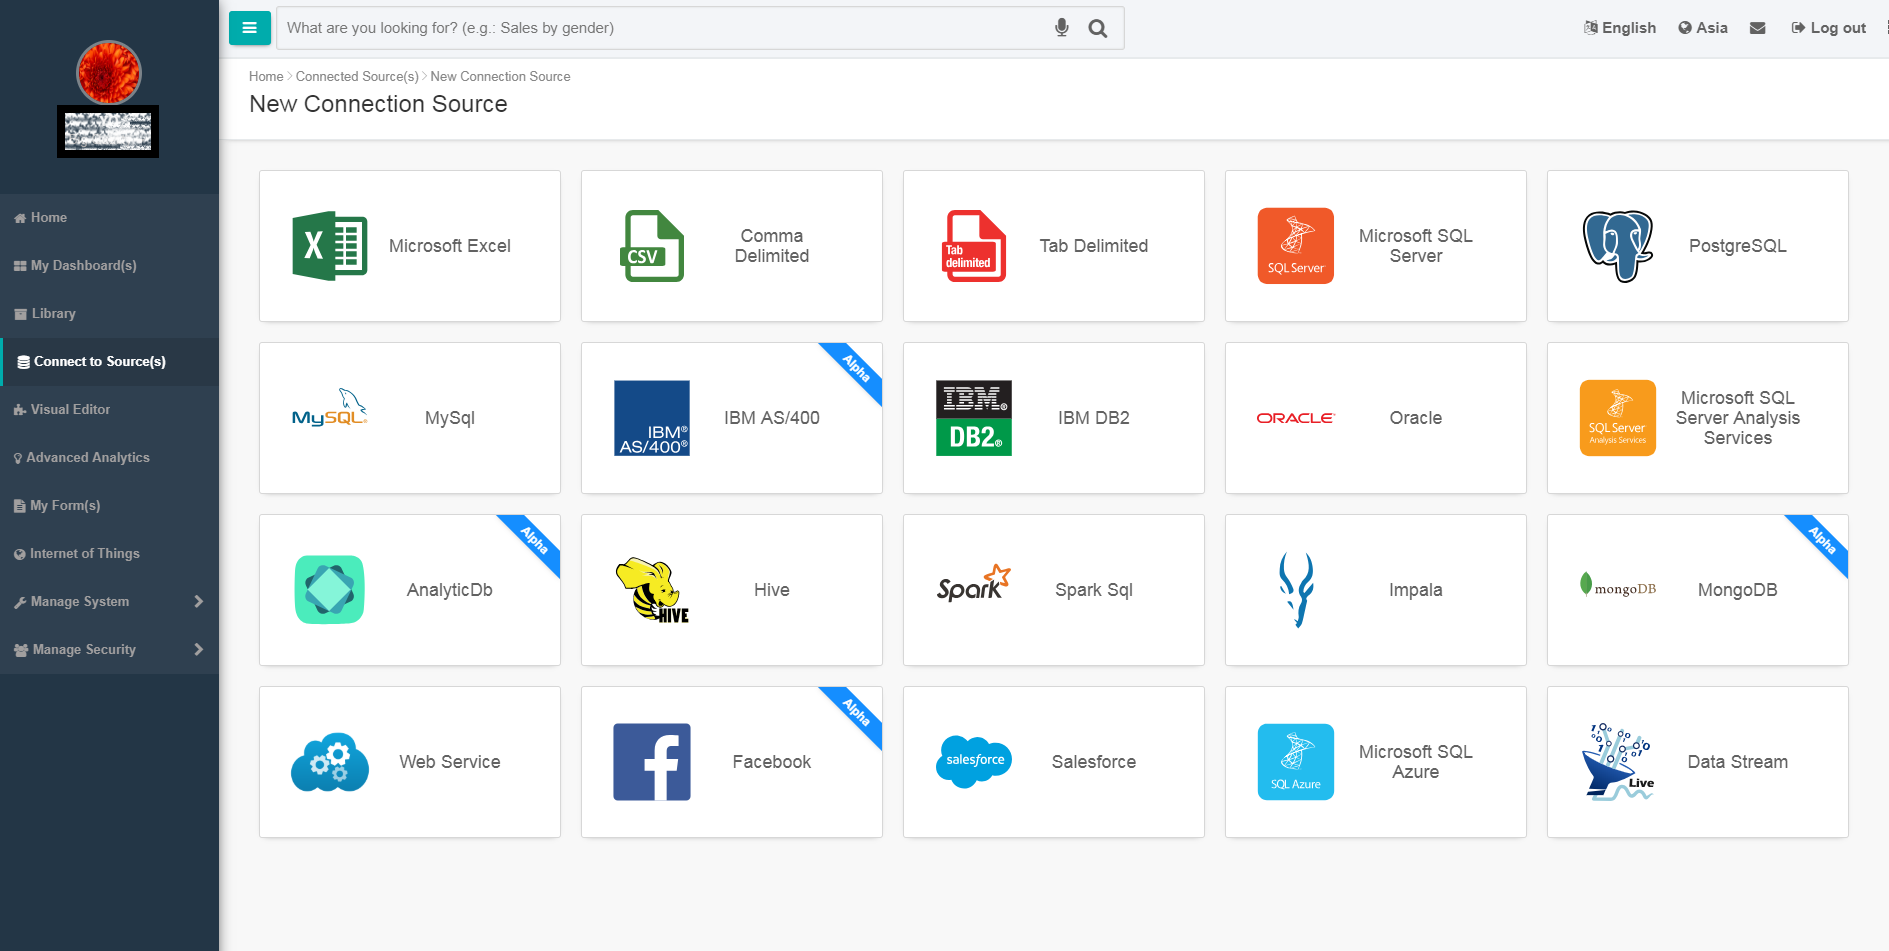 What are you looking for? (e.g.: Sales by gender)
English
Asia
Log out
Home
My Dashboard(s)
Library
Connect to Source(s)
Visual Editor
Advanced Analytics
My Form(s)
Internet of Things
Manage System
Manage Security
Home > Connected Source(s) > New Connection Source
New Connection Source
X
Microsoft Excel
CSV
Comma
Delimited
Tab
delimited
Tab Delimited
SQL Server
Microsoft SQL
Server
PostgreSQL
MySQL®
MySql
IBM®
AS/400®
IBM AS/400
Alpha
IBM®
DB2®
IBM DB2
ORACLE
Oracle
SQL Server
Analysis Services
Microsoft SQL
Server Analysis
Services
AnalyticDb
Alpha
HIVE
Hive
Spark
Spark Sql
Impala
mongoDB
MongoDB
Alpha
Web Service
f
Facebook
Alpha
salesforce
Salesforce
SQL Azure
Microsoft SQL
Azure
Live
Data Stream